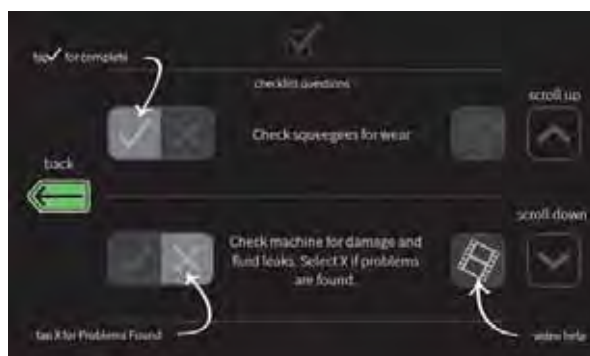 tap✓ for complete
checklist questions
scroll up
Check squeegees for wear
back
scroll down
Check machine for damage and
fluid leaks. Select X if problems
are found.
tap X for Problems Found
video help